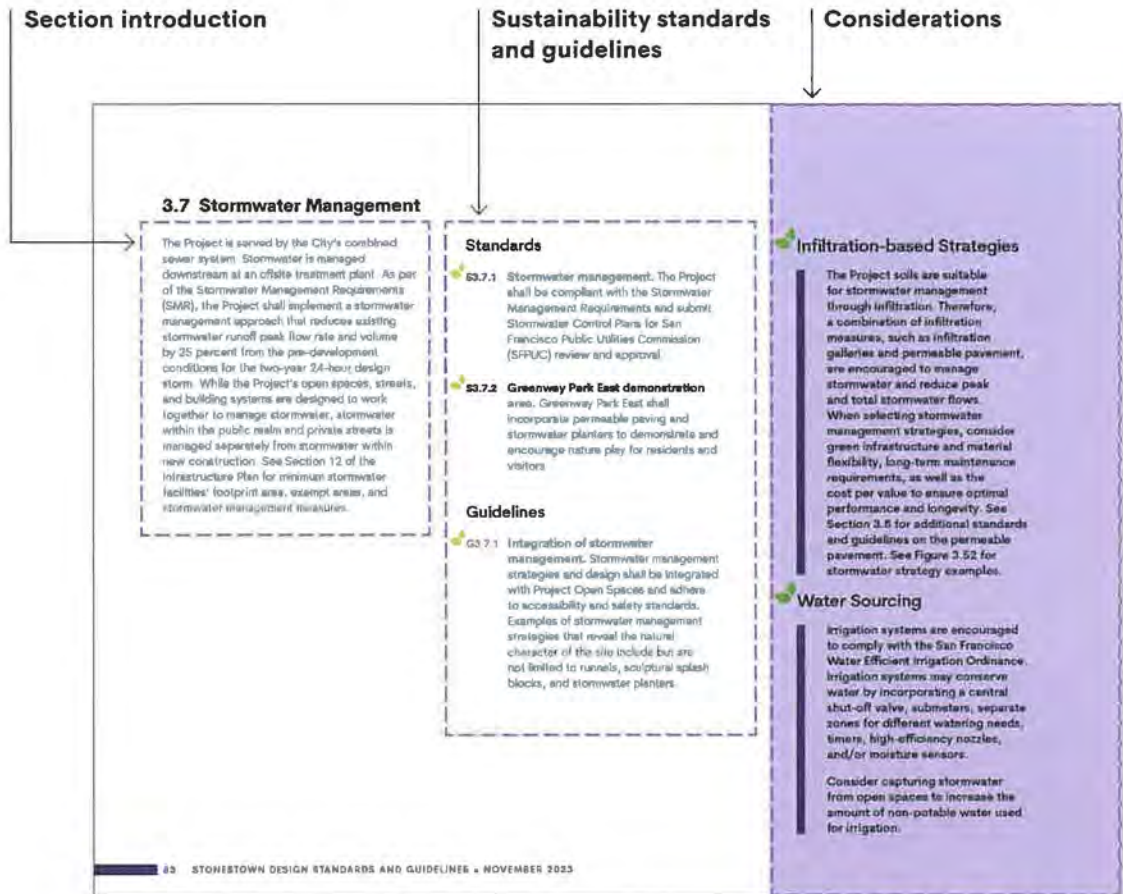 Section introduction
Sustainability standards
and guidelines
Considerations
3.7 Stormwater Management
The Project is served by the City's combined
sewer system. Stormwater is managed
downstream at an offsite treatment plant. As part
of the Stormwater Management Requirements
(SMR), the Project shall implement a stormwater
management approach that reduces existing
stormwater runoff peak flow rate and volume
by 25 percent from the pre-development
conditions for the two-year 24-hour design
storm. While the Project's open spaces, streets,
and building systems are designed to work
together to manage stormwater, stormwater
within the public realm and private streets is
managed separately from stormwater within
new construction. See Section 12 of the
Infrastructure Plan for minimum stormwater
facilities' footprint area, exempt areas, and
stormwater management measures.
Standards
S3.7.1 Stormwater management. The Project
shall be compliant with the Stormwater
Management Requirements and submit
Stormwater Control Plans for San
Francisco Public Utilities Commission
(SFPUC) review and approval.
S3.7.2 Greenway Park East demonstration
area. Greenway Park East shall
incorporate permeable paving and
stormwater planters to demonstrate and
encourage nature play for residents and
visitors.
Guidelines
G3.7.1 Integration of stormwater
management. Stormwater management
strategies and design shall be integrated
with Project Open Spaces and adhere
to accessibility and safety standards.
Examples of stormwater management
strategies that reveal the natural
character of the site include but are
not limited to runnels, sculptural splash
blocks, and stormwater planters.
Infiltration-based Strategies
The Project soils are suitable
for stormwater management
through infiltration. Therefore,
a combination of infiltration
measures, such as infiltration
galleries and permeable pavement,
are encouraged to manage
stormwater and reduce peak
and total stormwater flows.
When selecting stormwater
management strategies, consider
green infrastructure and material
flexibility, long-term maintenance
requirements, as well as the
cost per value to ensure optimal
performance and longevity. See
Section 3.6 for additional standards
and guidelines on the permeable
pavement. See Figure 3.52 for
stormwater strategy examples.
Water Sourcing
Irrigation systems are encouraged
to comply with the San Francisco
Water Efficient Irrigation Ordinance.
Irrigation systems may conserve
water by incorporating a central
shut-off valve, submeters, separate
zones for different watering needs,
timers, high-efficiency nozzles,
and/or moisture sensors.
Consider capturing stormwater
from open spaces to increase the
amount of non-potable water used
for irrigation.
STONESTOWN DESIGN STANDARDS AND GUIDELINES • NOVEMBER 2023